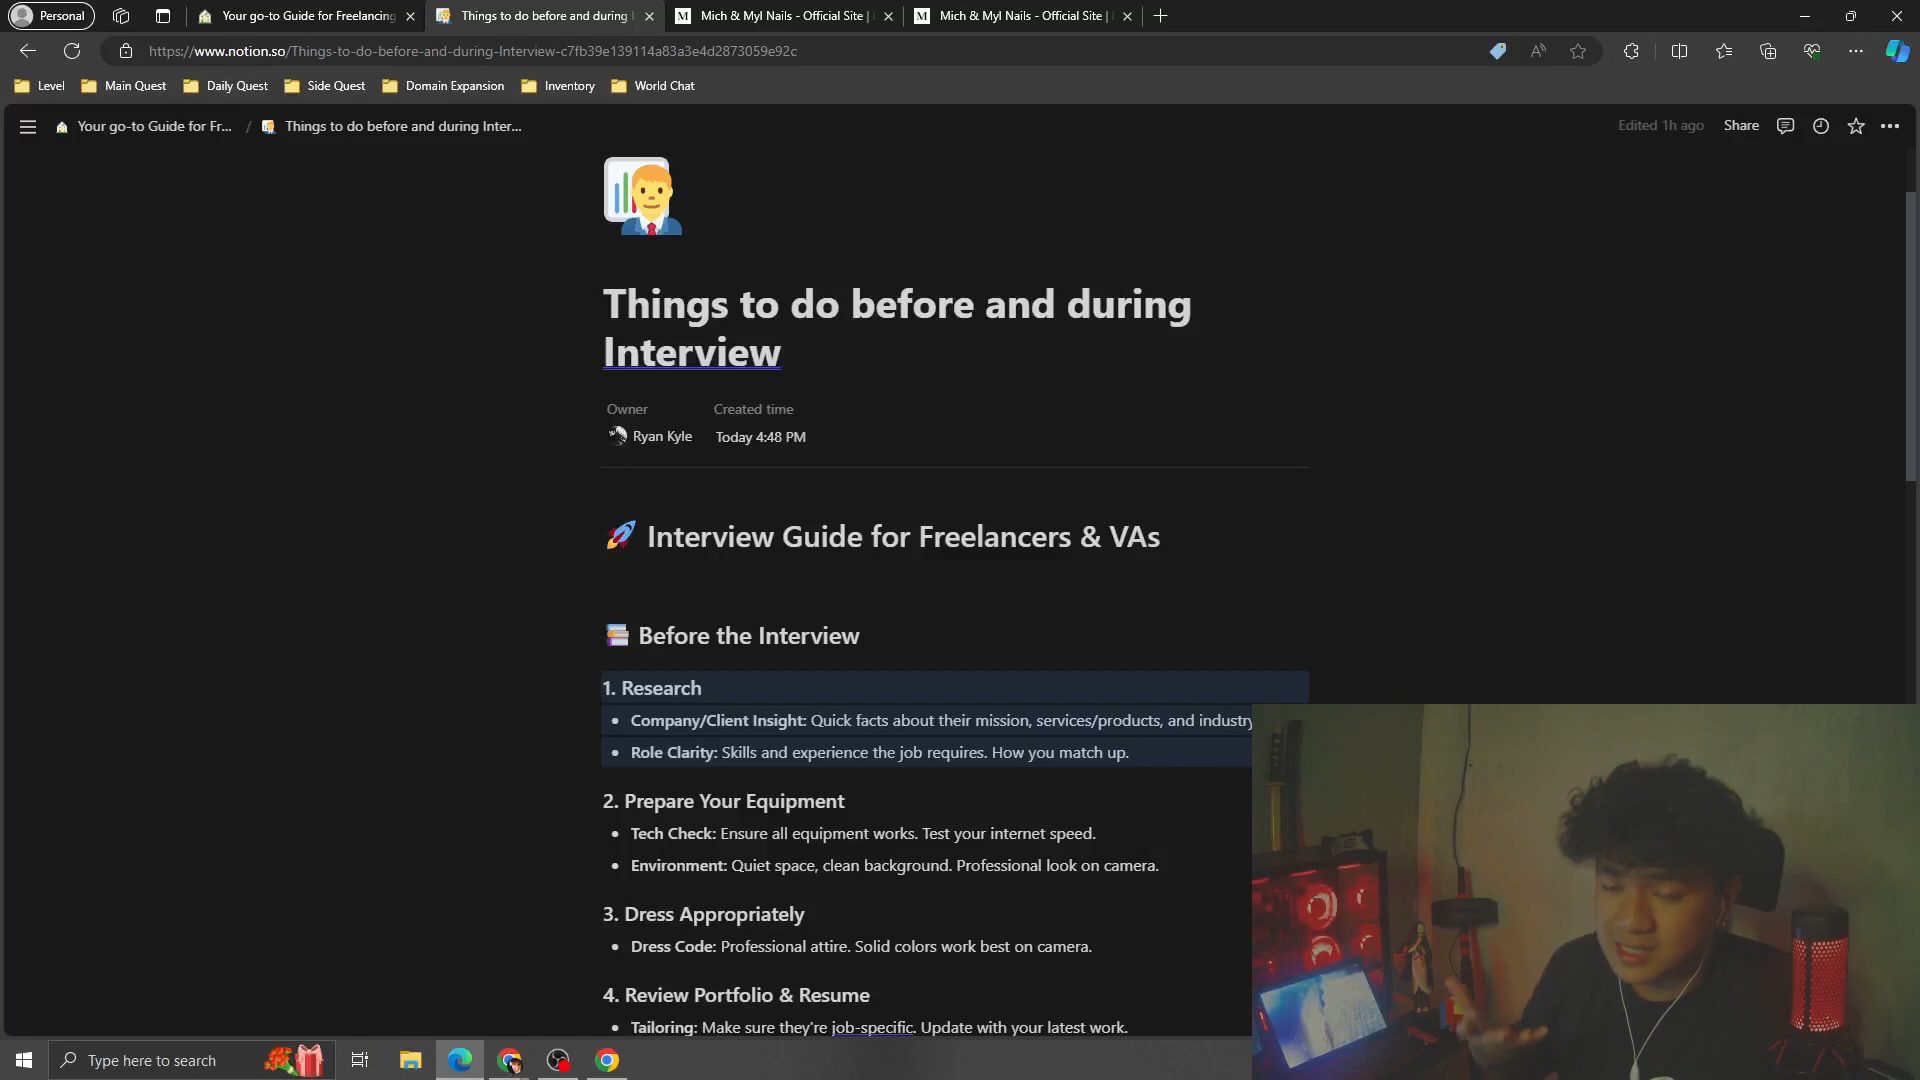 Personal
Your go-to Guide for Freelancing
Things to do before and during
Mich & Myl Nails - Official Site |
Mich & Myl Nails - Official Site |
https://www.notion.so/Things-to-do-before-and-during-Interview-c7fb39e139114a83a3e4d2873059e92c
Level
Main Quest
Daily Quest
Side Quest
Domain Expansion
Inventory
World Chat
Your go-to Guide for Fr... / Things to do before and during Inter...
Edited 1h ago
Share
Things to do before and during
Interview
Owner
Created time
Ryan Kyle
Today 4:48 PM
Interview Guide for Freelancers & VAs
Before the Interview
1. Research
• Company/Client Insight: Quick facts about their mission, services/products, and industry
• Role Clarity: Skills and experience the job requires. How you match up.
2. Prepare Your Equipment
• Tech Check: Ensure all equipment works. Test your internet speed.
• Environment: Quiet space, clean background. Professional look on camera.
3. Dress Appropriately
• Dress Code: Professional attire. Solid colors work best on camera.
4. Review Portfolio & Resume
• Tailoring: Make sure they're job-specific. Update with your latest work.
Type here to search